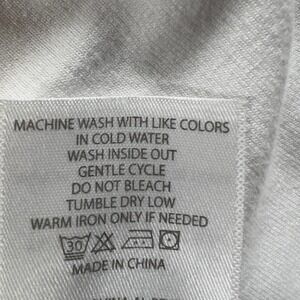 MACHINE WASH WITH LIKE COLORS
IN COLD WATER
WASH INSIDE OUT
GENTLE CYCLE
DO NOT BLEACH
TUMBLE DRY LOW
WARM IRON ONLY IF NEEDED
30
MADE IN CHINA